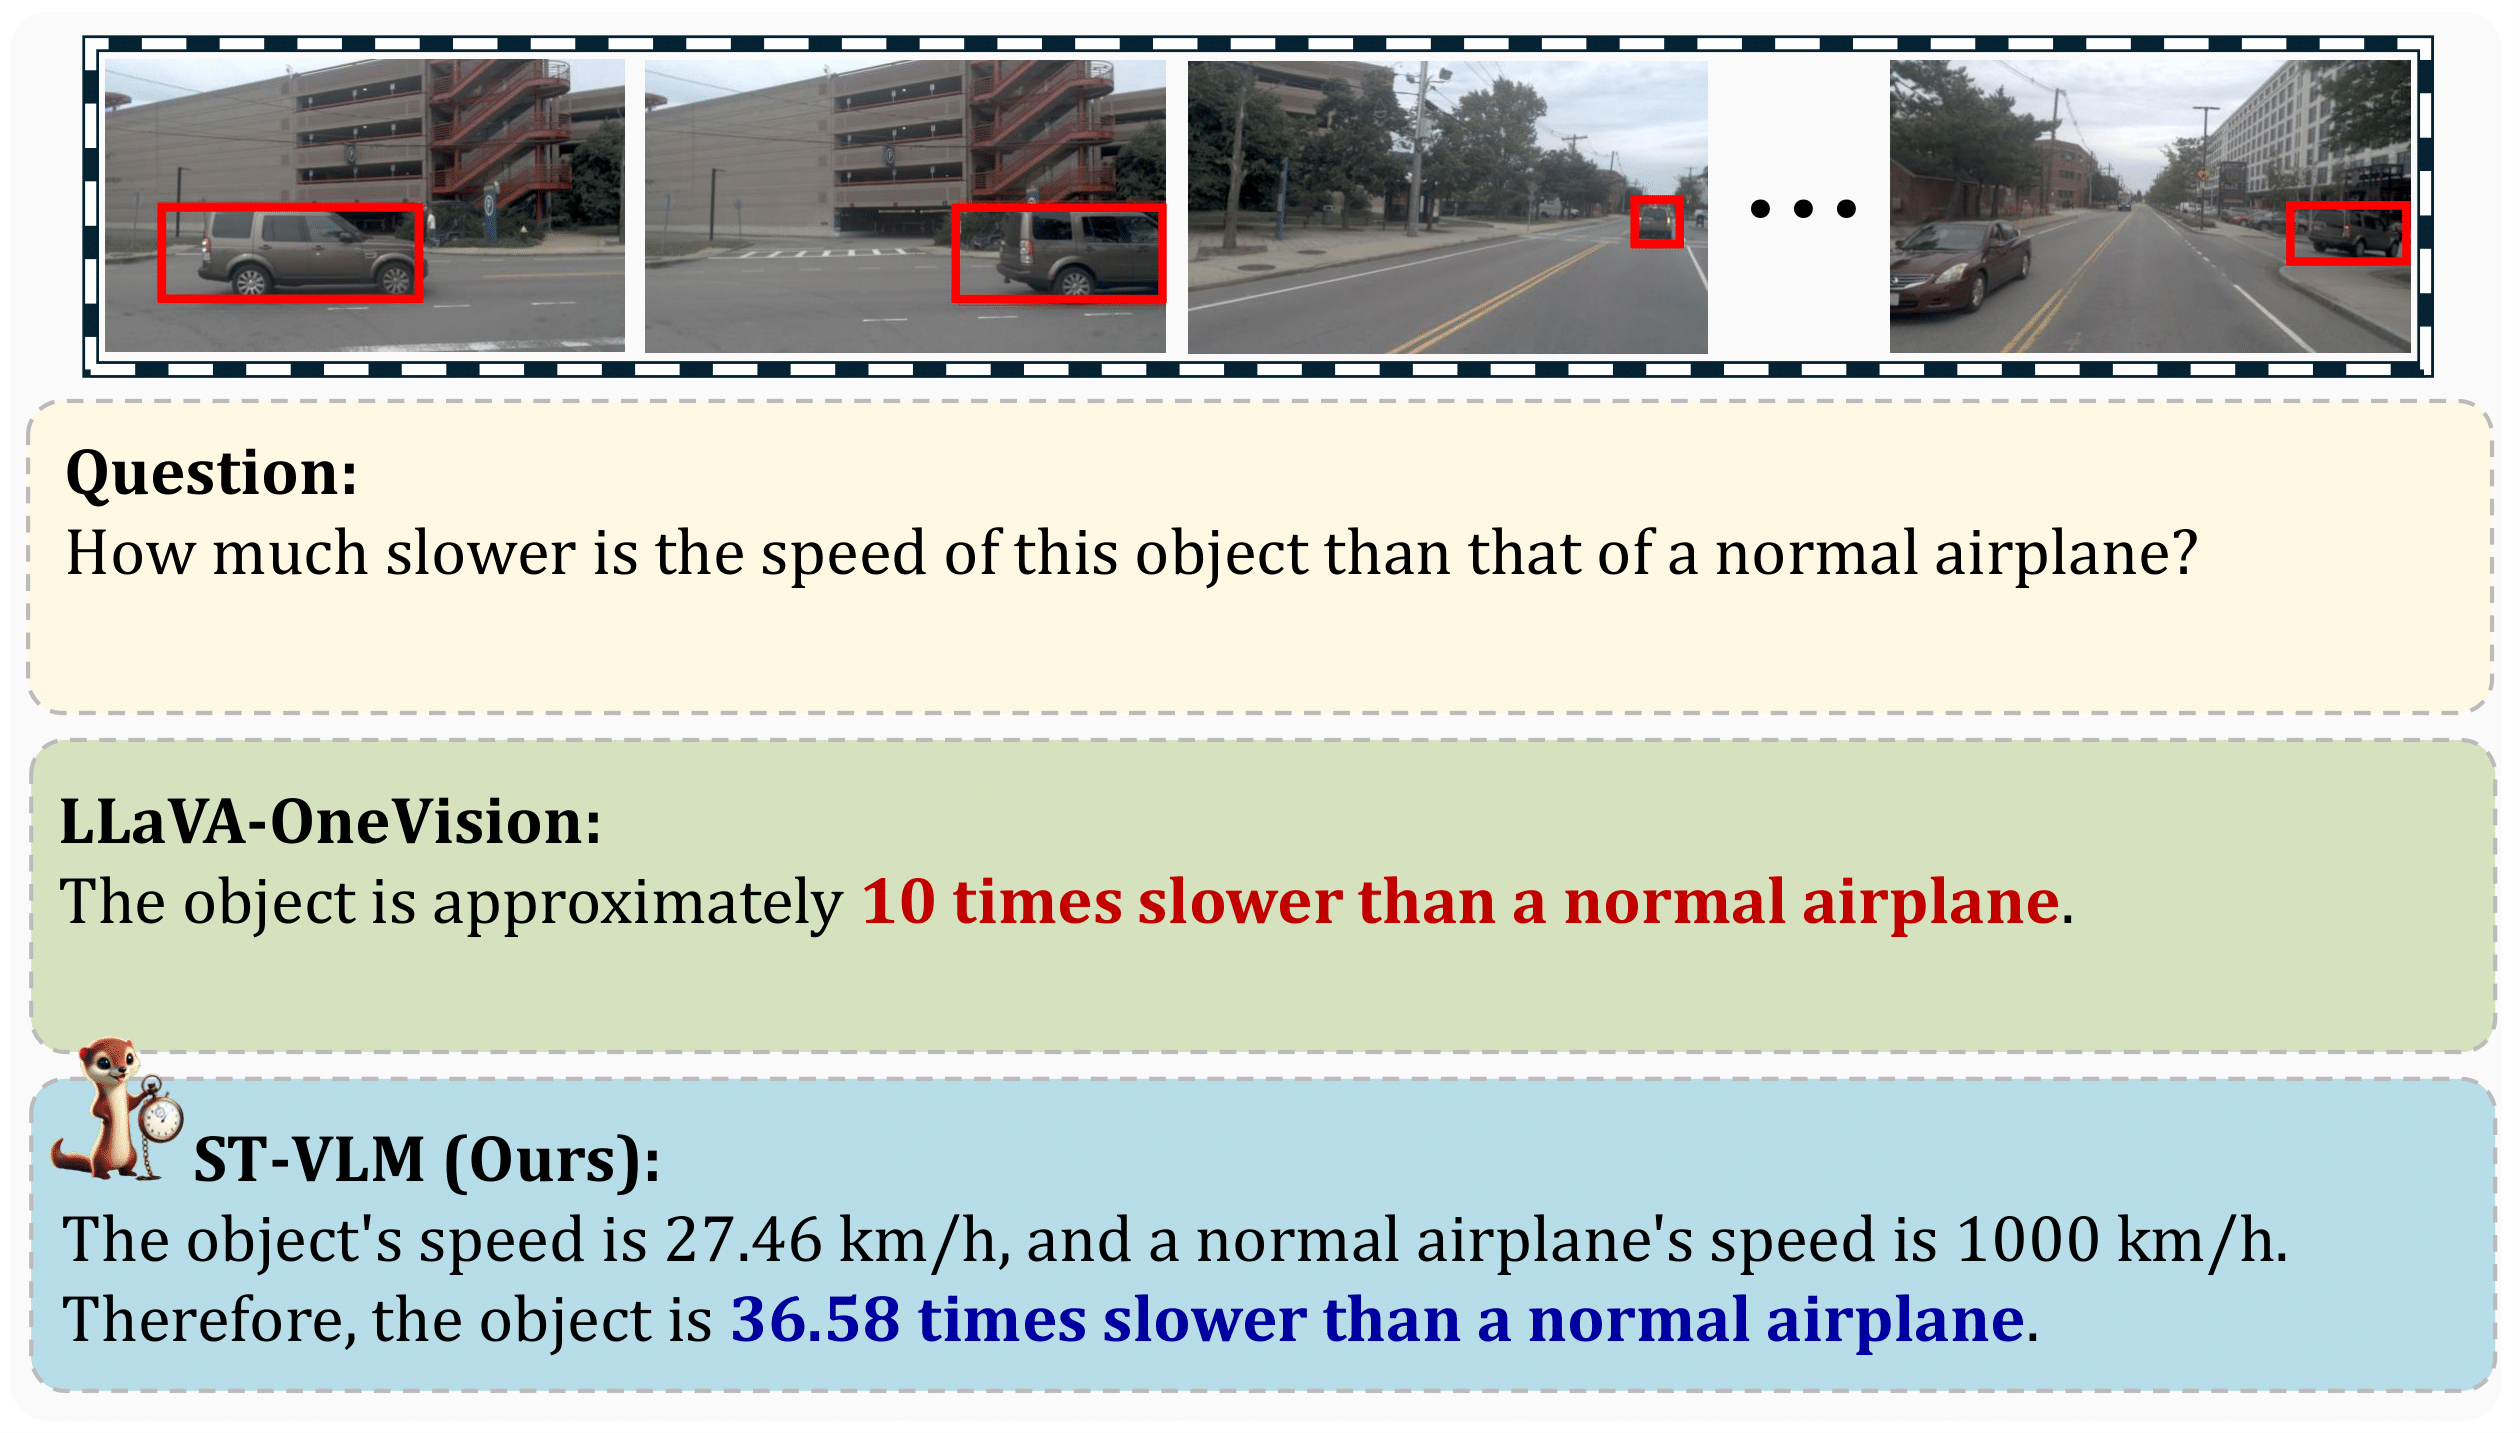 Question:
How much slower is the speed of this object than that of a normal airplane?
LLaVA-OneVision:
The object is approximately 10 times slower than a normal airplane.
ST-VLM (Ours):
The object's speed is 27.46 km/h, and a normal airplane's speed is 1000 km/h.
Therefore, the object is 36.58 times slower than a normal airplane.